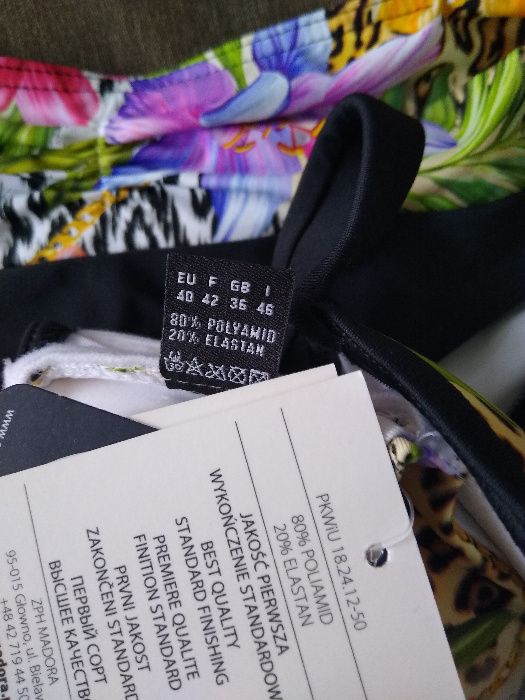 EU F GB I
40 42 36 46
80% POLYAMID
20% ELASTAN
PKWIU 18.24.12-50
80% POLIAMID
20% ELASTAN
JAKOŚĆ PIERWSZA
WYKOŃCZENIE STANDARDOW
BEST QUALITY
STANDARD FINISHING
PREMIERE QUALITE
FINITION STANDARD
PRVNI JAKOST
ZAKONCENI STANDARD
ПЕРВЫЙ СОРТ
ВЫСШЕЕ КАЧЕСТВ
ZPH MADORA
95-015 Głowno, ul. Bielaw
+48 42 719 44 50